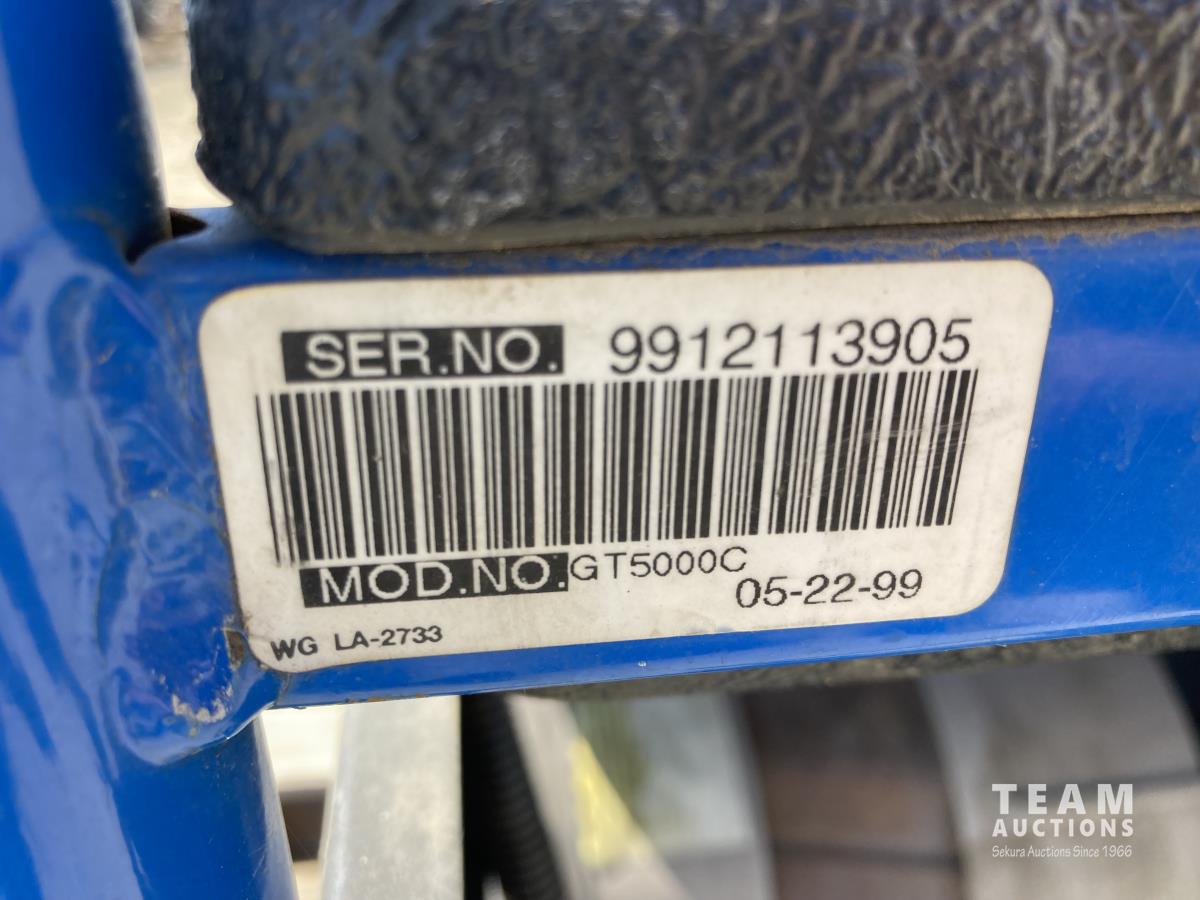 SER.NO. 9912113905
MOD.NO. GT5000C
05-22-99
WG LA-2733
TEAM
AUCTIONS
Sekura Auctions Since 1966